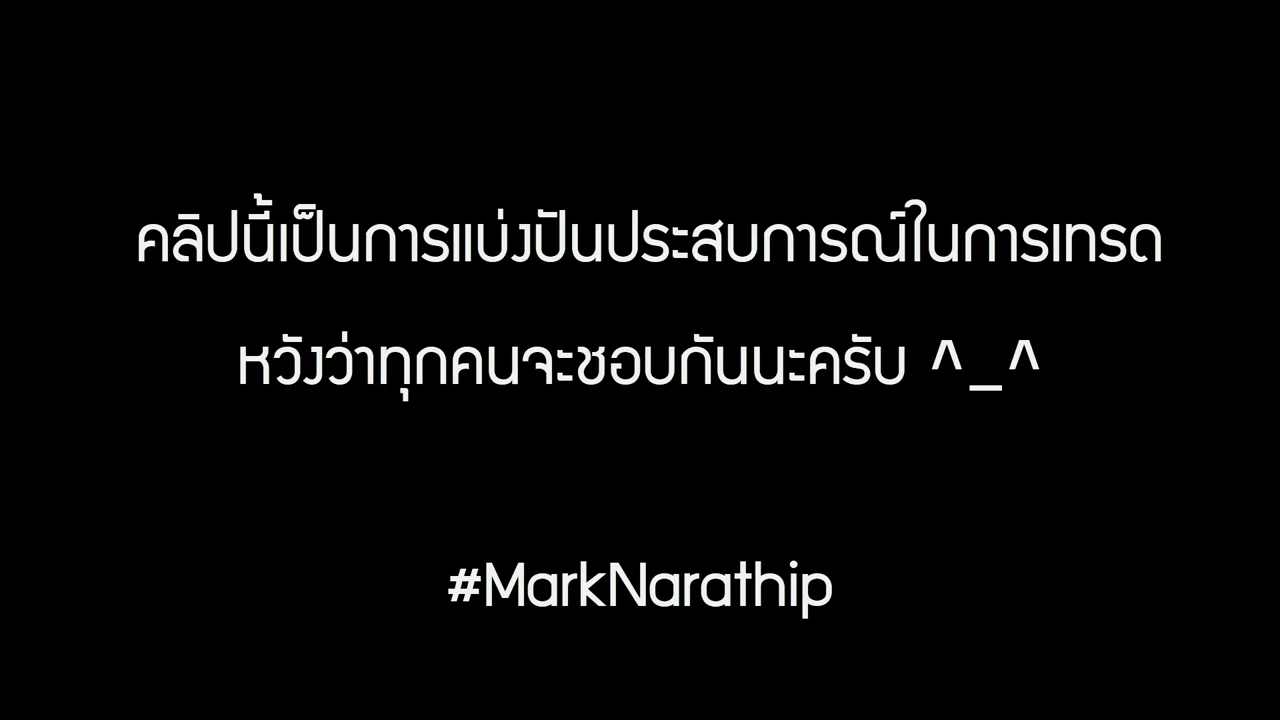 คลิปนี้เป็นการแบ่งปันประสบการณ์ในการเทรด
หวังว่าทุกคนจะชอบกันนะครับ ^_^
#MarkNarathip